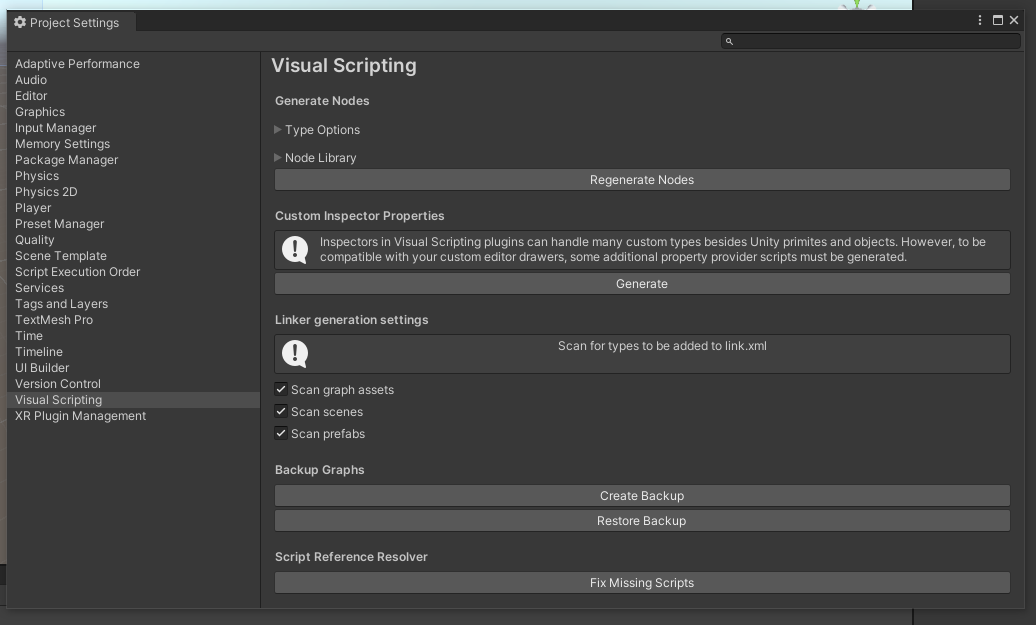 Project Settings
Adaptive Performance
Audio
Editor
Graphics
Input Manager
Memory Settings
Package Manager
Physics
Physics 2D
Player
Preset Manager
Quality
Scene Template
Script Execution Order
Services
Tags and Layers
TextMesh Pro
Time
Timeline
UI Builder
Version Control
Visual Scripting
XR Plugin Management
Visual Scripting
Generate Nodes
Type Options
Node Library
Regenerate Nodes
Custom Inspector Properties
Inspectors in Visual Scripting plugins can handle many custom types besides Unity primites and objects. However, to be
compatible with your custom editor drawers, some additional property provider scripts must be generated.
Generate
Linker generation settings
Scan for types to be added to link.xml
Scan graph assets
Scan scenes
Scan prefabs
Backup Graphs
Create Backup
Restore Backup
Script Reference Resolver
Fix Missing Scripts